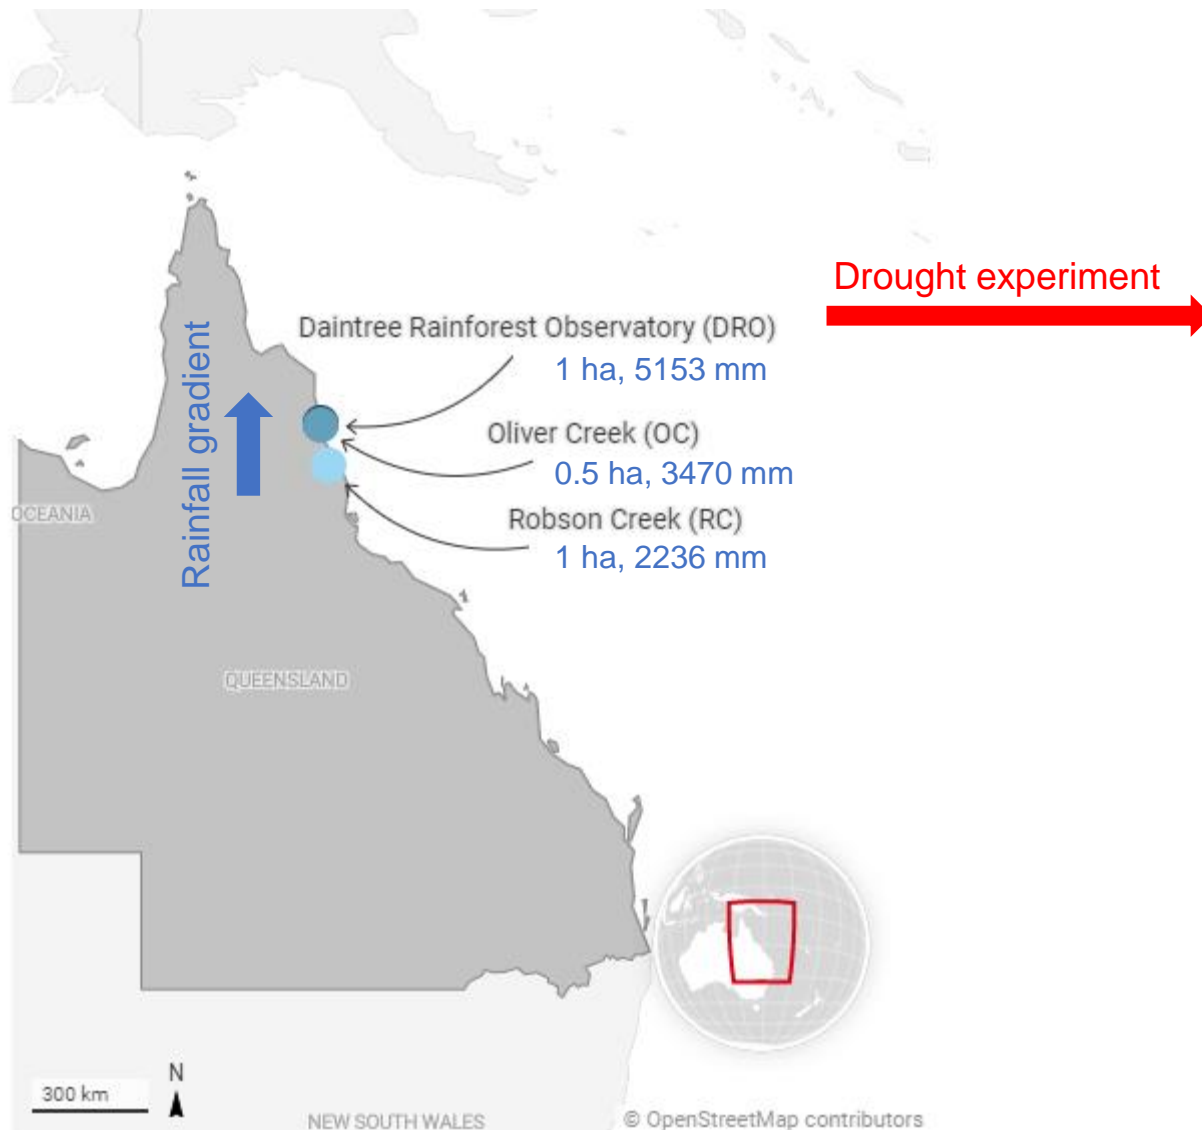 Drought experiment
Daintree Rainforest Observatory (DRO)
1 ha, 5153 mm
Rainfall gradient
Oliver Creek (OC)
0.5 ha, 3470 mm
OCEANIA
Robson Creek (RC)
1 ha, 2236 mm
QUEENSLAND
N
300 km
NEW SOUTH WALES
© OpenStreetMap contributors